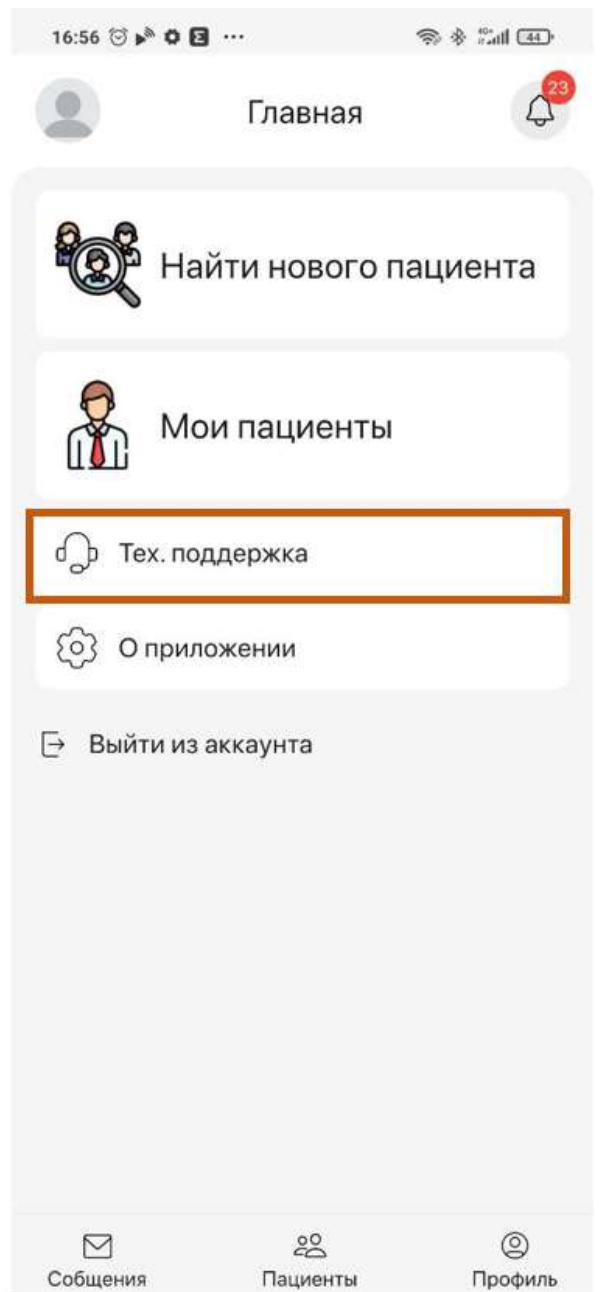 16:56
44
Главная
23
Найти нового пациента
Мои пациенты
Тех. поддержка
О приложении
Выйти из аккаунта
Собщения Пациенты Профиль